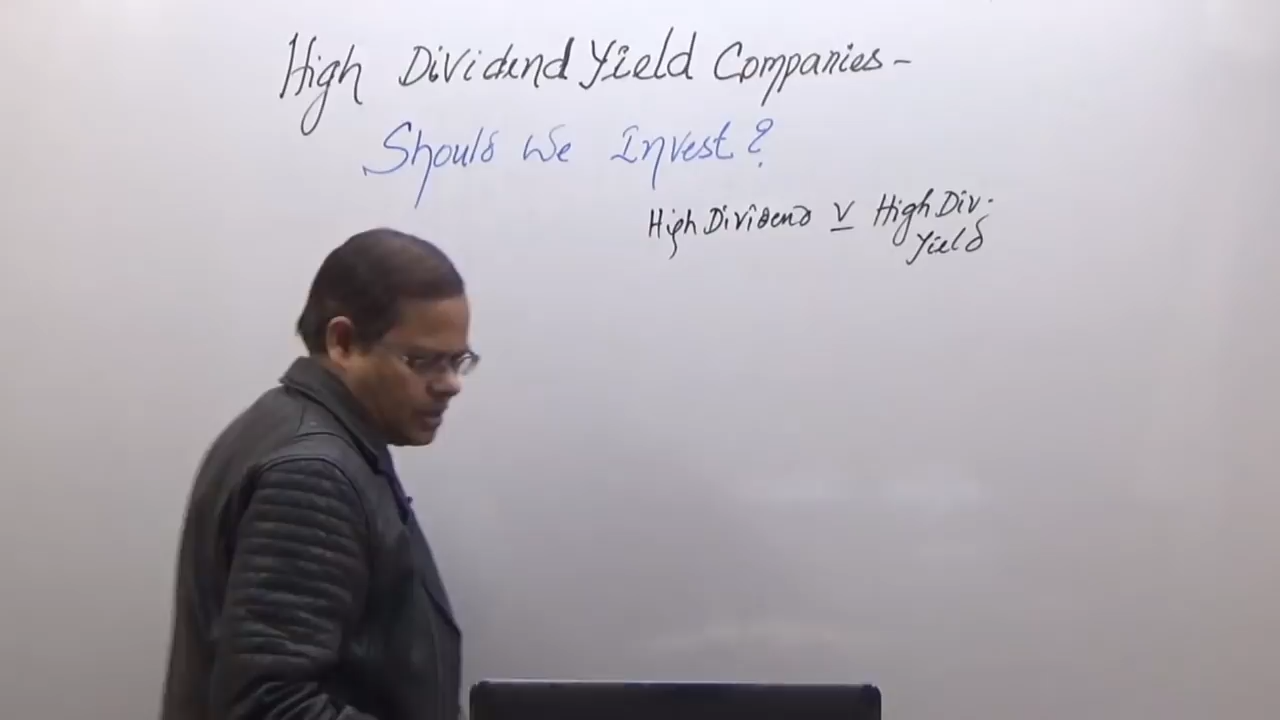 High Dividend Yield Companies -
Should We Invest?
High Dividend V High Div.
Yield